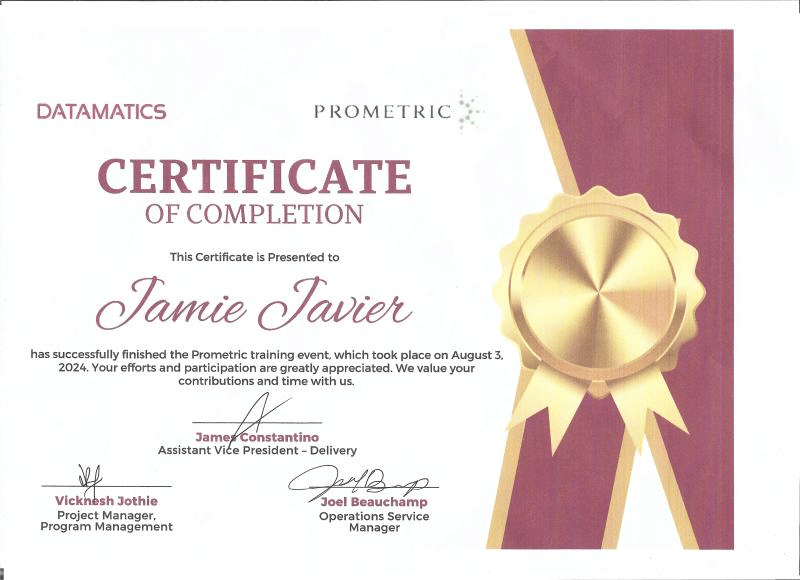 DATAMATICS
PROMETRIC
CERTIFICATE
OF COMPLETION
This Certificate is Presented to
Jamie Javier
has successfully finished the Prometric training event, which took place on August 3,
2024. Your efforts and participation are greatly appreciated. We value your
contributions and time with us.
James Constantino
Assistant Vice President – Delivery
Vicknesh Jothie
Project Manager,
Program Management
Joel Beauchamp
Operations Service
Manager